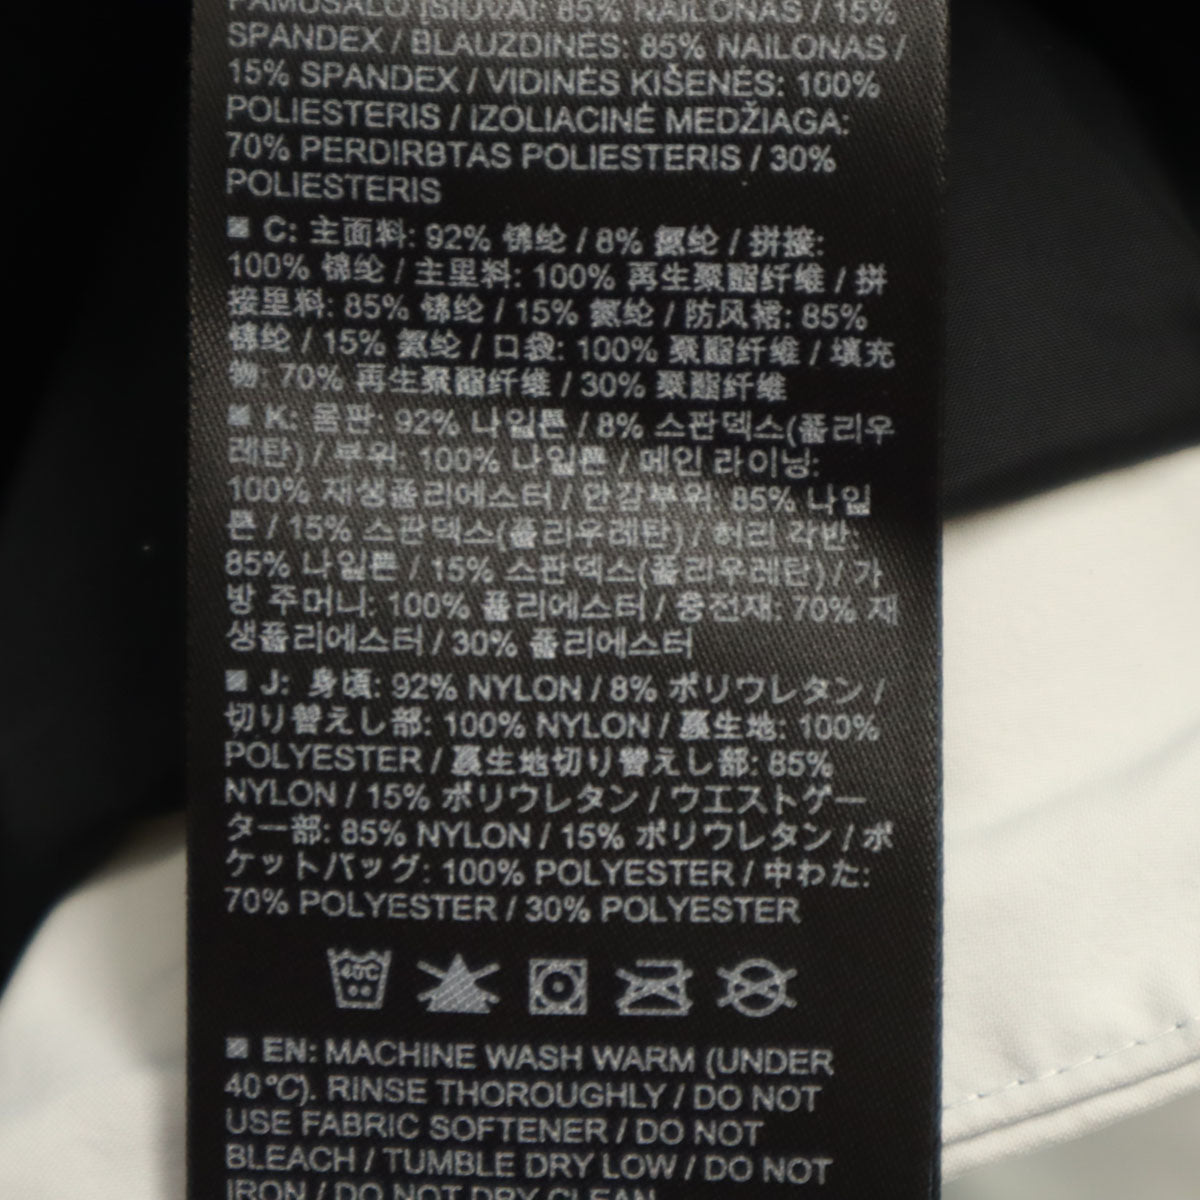 PAMUŠALO ĮSIUVAI: 85% NAILONAS / 15%
SPANDEX / BLAUZDINĖS: 85% NAILONAS /
15% SPANDEX / VIDINĖS KIŠENĖS: 100%
POLIESTERIS / IZOLIACINĖ MEDŽIAGA:
70% PERDIRBTAS POLIESTERIS / 30%
POLIESTERIS
C: 主面料: 92% 锦纶 / 8% 氨纶 / 拼接:
100% 锦纶 / 主里料: 100% 再生聚酯纤维 / 拼
接里料: 85% 锦纶 / 15% 氨纶 / 防风裙: 85%
锦纶 / 15% 氨纶 / 口袋: 100% 聚酯纤维 / 填充
物: 70% 再生聚酯纤维 / 30% 聚酯纤维
K: 몸판: 92% 나일론 / 8% 스판덱스(폴리우
레탄) / 부위: 100% 나일론 / 메인 라이닝:
100% 재생폴리에스터 / 안감부위: 85% 나일
론 / 15% 스판덱스(폴리우레탄) / 허리 각반:
85% 나일론 / 15% 스판덱스(폴리우레탄) / 가
방 주머니: 100% 폴리에스터 / 충전재: 70% 재
생폴리에스터 / 30% 폴리에스터
J: 身頃: 92% NYLON / 8% ポリウレタン /
切り替えし部: 100% NYLON / 裏生地: 100%
POLYESTER / 裏生地切り替えし部: 85%
NYLON / 15% ポリウレタン / ウエストゲー
ター部: 85% NYLON / 15% ポリウレタン / ポ
ケットバッグ: 100% POLYESTER / 中わた:
70% POLYESTER / 30% POLYESTER
40C
EN: MACHINE WASH WARM (UNDER
40°C). RINSE THOROUGHLY / DO NOT
USE FABRIC SOFTENER / DO NOT
BLEACH / TUMBLE DRY LOW / DO NOT
IRON / DO NOT DRY CLEAN